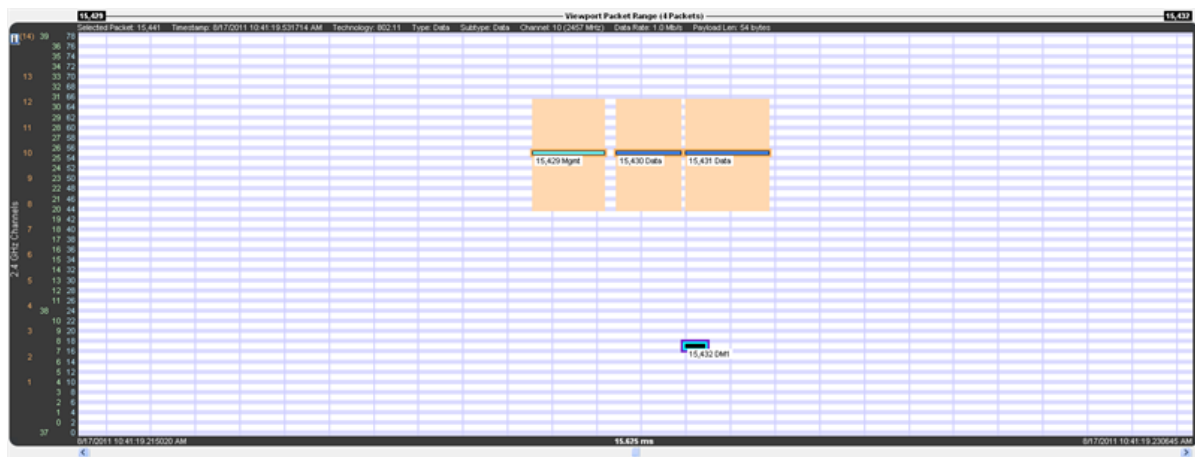 15,429 Viewport Packet Range (4 Packets) 15,432
Selected Packet: 15,441 Timestamp: 8/17/2011 10:41:19.531714 AM Technology: 802.11 Type: Data Subtype: Data Channel: 10 (2457 MHz) Data Rate: 1.0 Mb/s Payload Len: 54 bytes
(14) 39 78
36 76
35 74
34 72
13 33 70
32 68
31 66
12 30 64
29 62
11 28 60
27 58
26 56
10 25 54
15,429 Mgmt 15,430 Data 15,431 Data
24 52
9 23 50
22 48
21 46
8 20 44
19 42
7 18 40
17 38
6 16 36
15 34
14 32
5 13 30
12 28
11 26
4 38 24
10 22
3 9 20
8 18
7 16
15,432 DM1
2 6 14
5 12
1 4 10
3 8
2 6
1 4
0 2
37 0
2.4 GHz Channels
8/17/2011 10:41:19.215020 AM 15.625 ms 8/17/2011 10:41:19.230645 AM